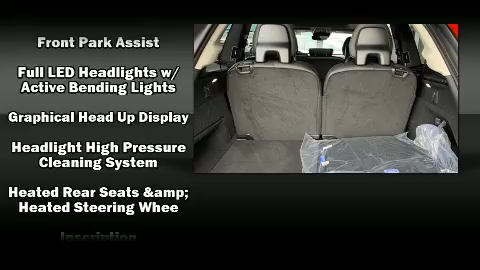 Front Park Assist
Full LED Headlights w/
Active Bending Lights
Graphical Head Up Display
Headlight High Pressure
Cleaning System
Heated Rear Seats &amp;
Heated Steering Whee
Inscription